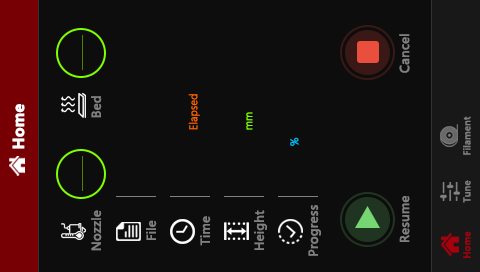 Home
Nozzle
Bed
File
Time
Elapsed
Height
mm
Progress
%
Resume
Cancel
Home
Tune
Filament